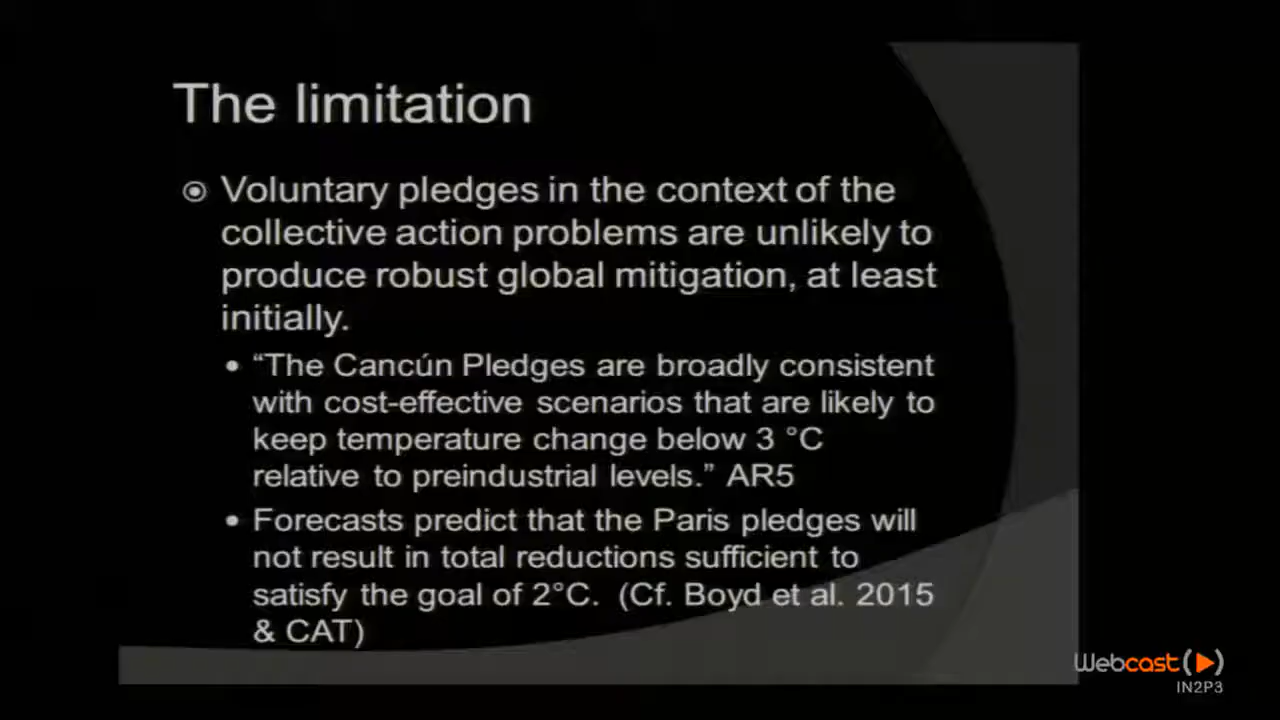 The limitation
Voluntary pledges in the context of the
collective action problems are unlikely to
produce robust global mitigation, at least
initially.
• “The Cancún Pledges are broadly consistent
with cost-effective scenarios that are likely to
keep temperature change below 3 °C
relative to preindustrial levels.” AR5
• Forecasts predict that the Paris pledges will
not result in total reductions sufficient to
satisfy the goal of 2°C. (Cf. Boyd et al. 2015
& CAT)
Webcast
IN2P3